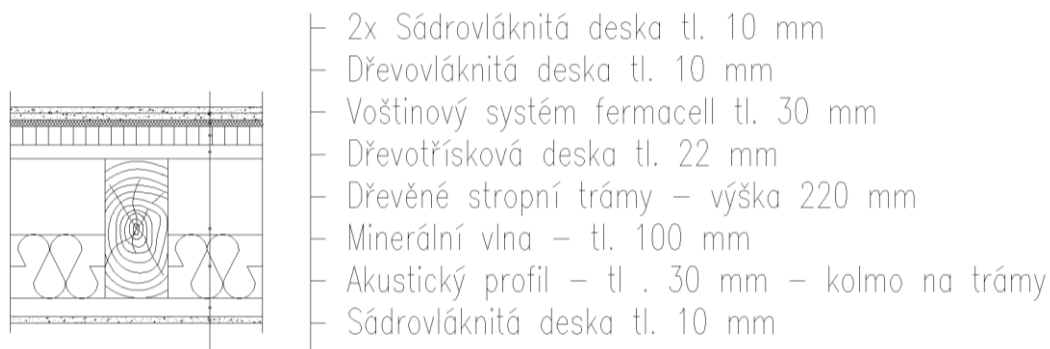 2x Sádrovláknitá deska tl. 10 mm
Dřevovláknitá deska tl. 10 mm
Voštinový systém fermacell tl. 30 mm
Dřevotřísková deska tl. 22 mm
Dřevěné stropní trámy – výška 220 mm
Minerální vlna – tl. 100 mm
Akustický profil – tl . 30 mm – kolmo na trámy
Sádrovláknitá deska tl. 10 mm